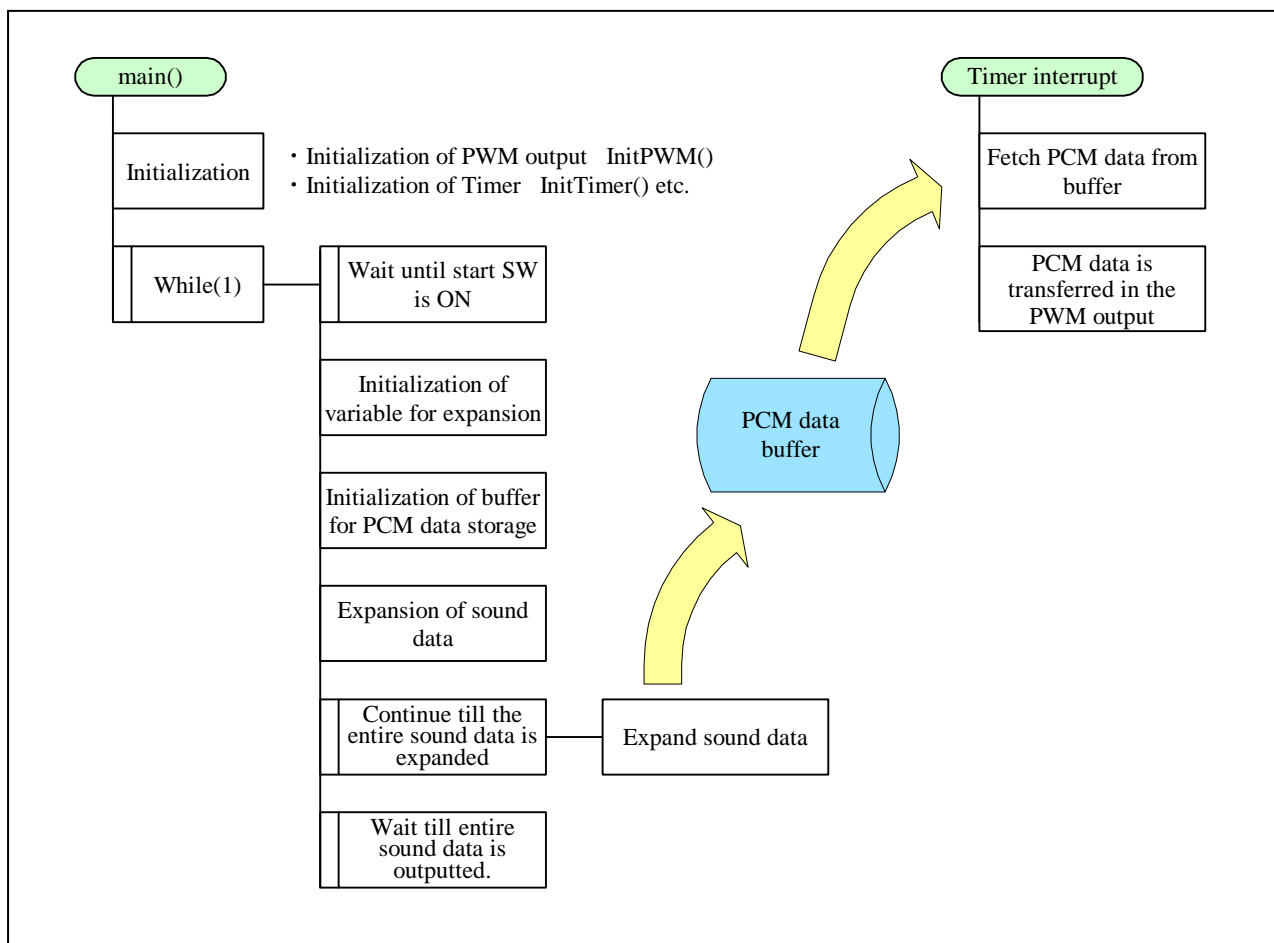 main()
Initialization
・Initialization of PWM output   InitPWM()
・Initialization of Timer   InitTimer() etc.
While(1)
Wait until start SW
is ON
Initialization of
variable for expansion
Initialization of buffer
for PCM data storage
Expansion of sound
data
Continue till the
entire sound data is
expanded
Expand sound data
Wait till entire
sound data is
outputted.
PCM data
buffer
Timer interrupt
Fetch PCM data from
buffer
PCM data is
transferred in the
PWM output